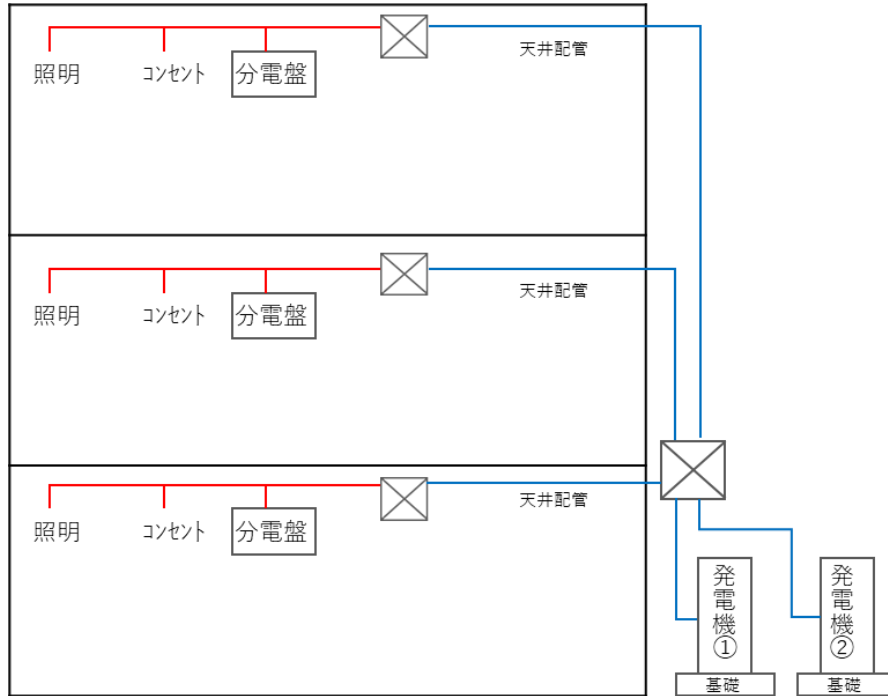 天井配管
照明
コンセント
分電盤
天井配管
照明
コンセント
分電盤
天井配管
照明
コンセント
分電盤
発電機①
発電機②
基礎
基礎